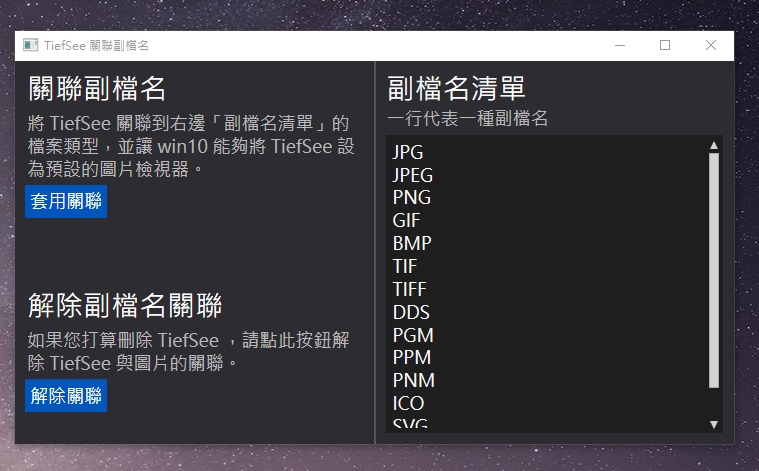 TiefSee 關聯副檔名
關聯副檔名
將 TiefSee 關聯到右邊「副檔名清單」的
檔案類型，並讓 win10 能夠將 TiefSee 設
為預設的圖片檢視器。
套用關聯
解除副檔名關聯
如果您打算刪除 TiefSee ，請點此按鈕解
除 TiefSee 與圖片的關聯。
解除關聯
副檔名清單
一行代表一種副檔名
JPG
JPEG
PNG
GIF
BMP
TIF
TIFF
DDS
PGM
PPM
PNM
ICO
SVG